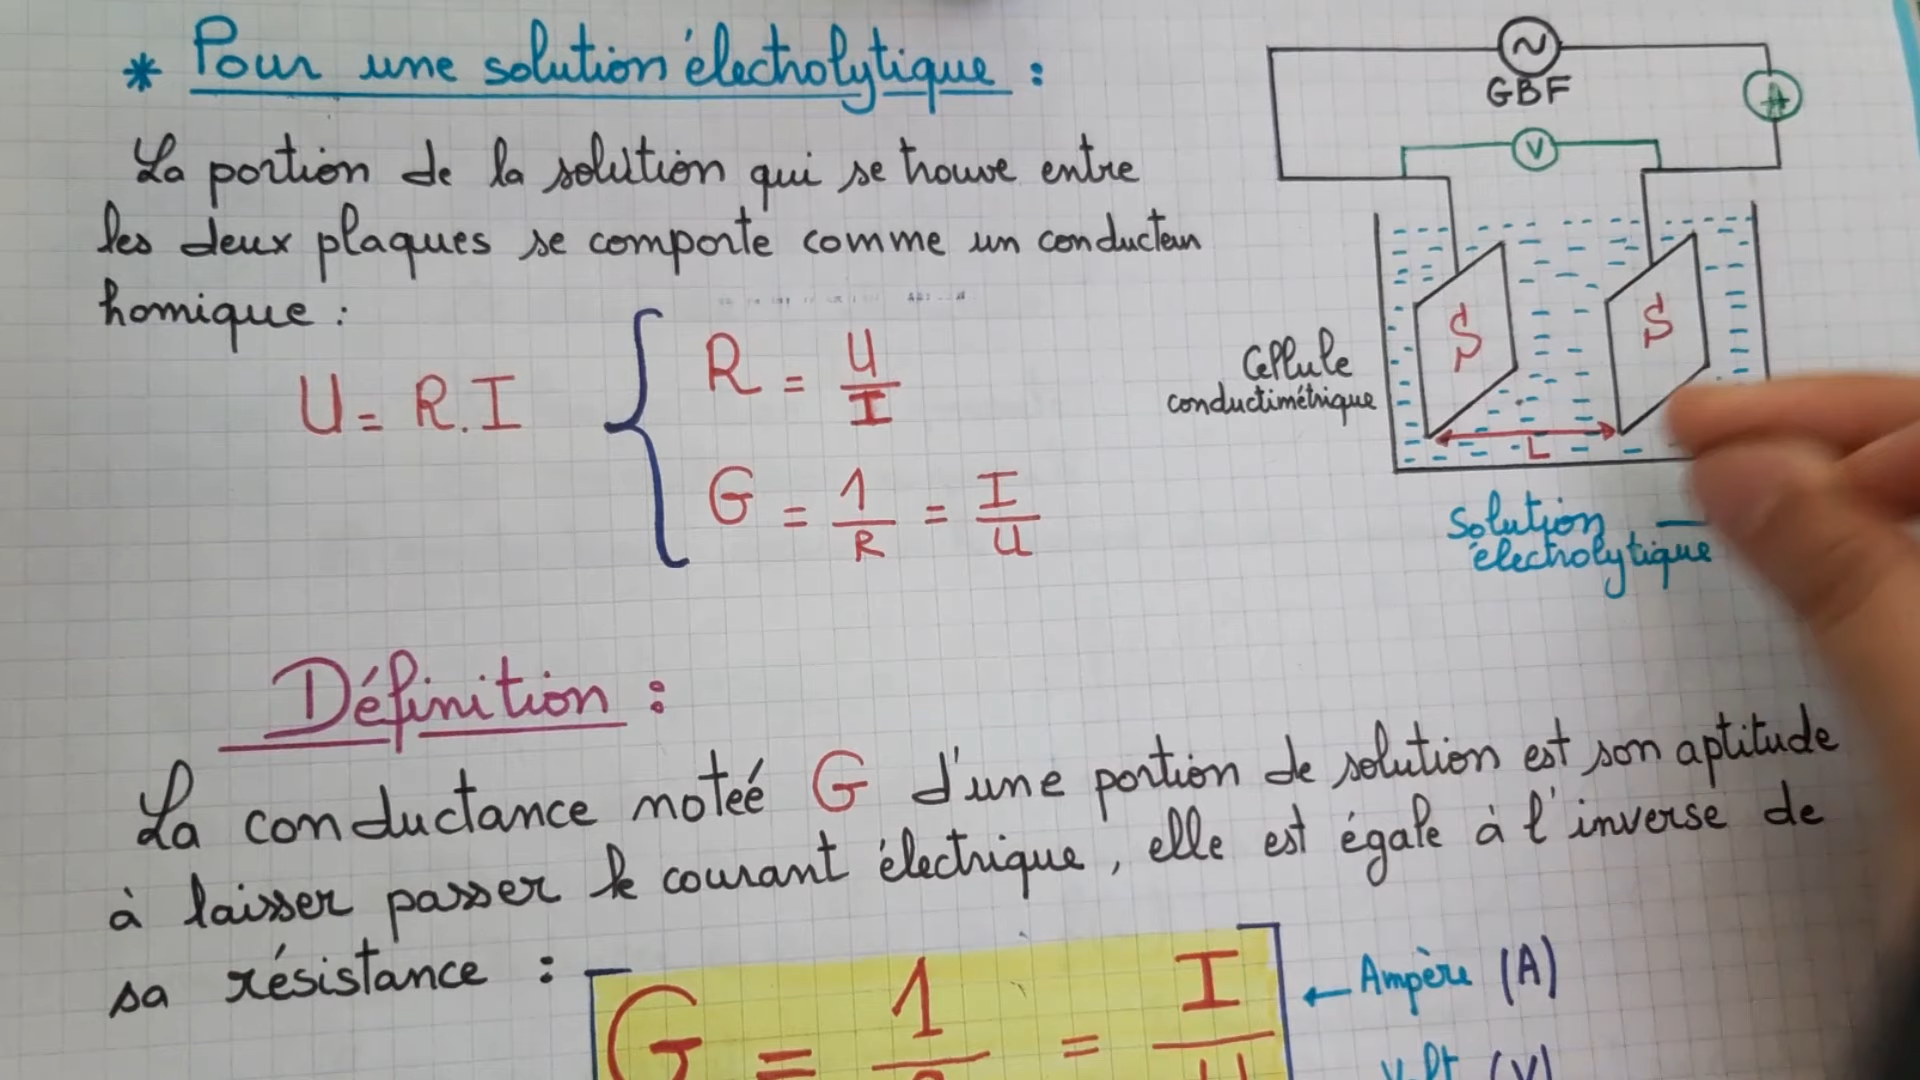 * Pour une solution électrolytique :
La portion de la solution qui se trouve entre
les deux plaques se comporte comme un conducteur
homique :
U = R.I
R = U/I
G = 1/R = I/U
GBF
A
V
S
S
L
Cellule
conductimétrique
Solution
électrolytique
Définition :
La conductance noteé G d'une portion de solution est son aptitude
à laisser passer le courant électrique, elle est égale à l'inverse de
sa résistance :
G = 1/R = I/U
← Ampère (A)
Volt (V)